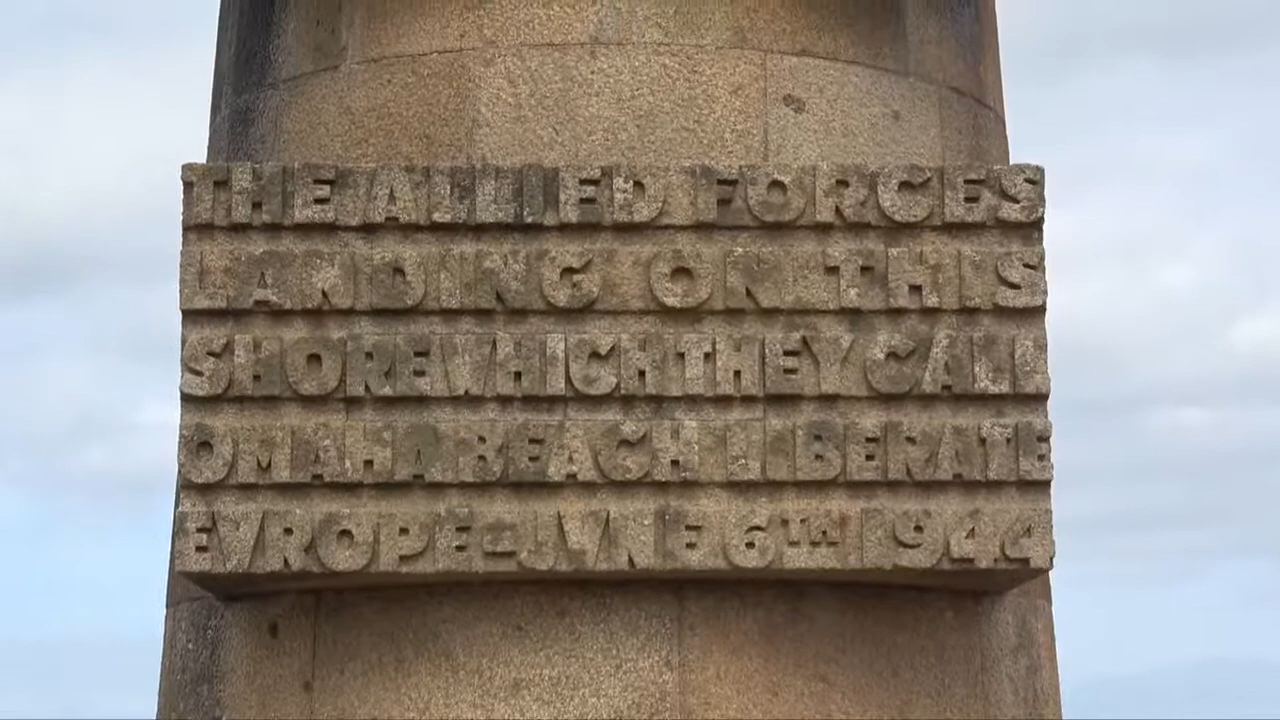 THE ALLIED FORCES
LANDING ON THIS
SHORE WHICH THEY CALL
OMAHA BEACH LIBERATE
EVROPE - JVNE 6TH 1944